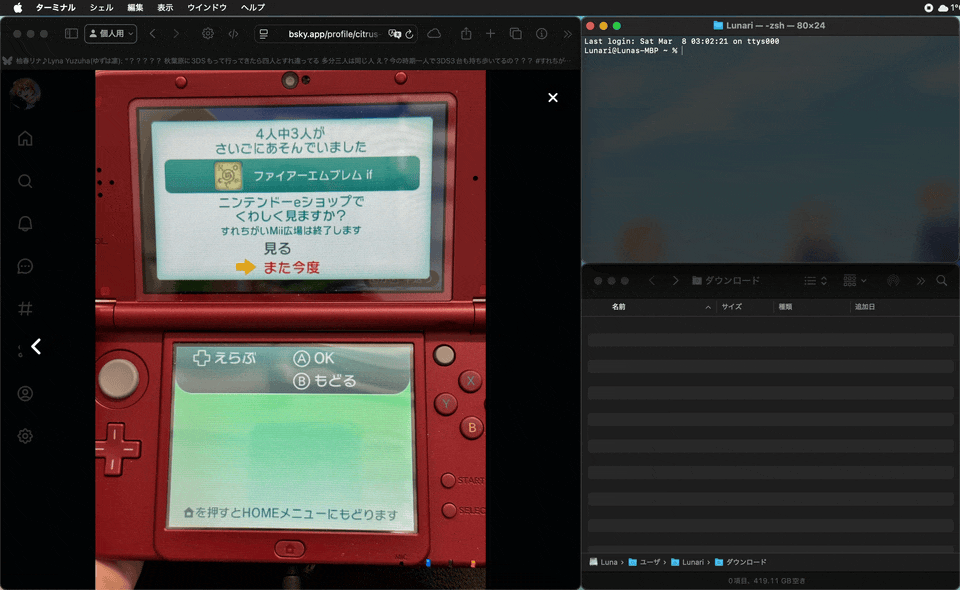 ターミナル シェル 編集 表示 ウインドウ ヘルプ
個人用
bsky.app/profile/citrus-
柚春リナ♪Lyna Yuzuha(ゆずは凛): "？？？？？ 秋葉原に3DSもって行ってきたら四人とすれ違ってる 多分三人は同じ人 え？今の時期一人で3DS3台も持ち歩いてるの？？？ #すれちが…
4人中3人が
さいごにあそんでいました
ファイアーエムブレム if
ニンテンドーeショップで
くわしく見ますか？
すれちがいMii広場は終了します
見る
また今度
えらぶ
A OK
B もどる
を押すとHOMEメニューにもどります
X
Y
B
START
SELEC
Lunari — -zsh — 80×24
Last login: Sat Mar  8 03:02:21 on ttys000
Lunari@Lunas-MBP ~ %
ダウンロード
名前 サイズ 種類 追加日
Luna › ユーザ › Lunari › ダウンロード
0項目、419.11 GB空き